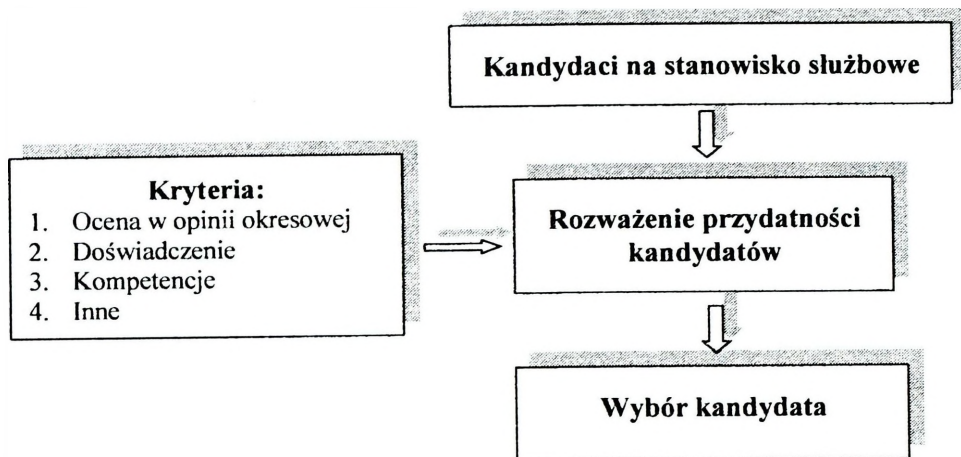 Kandydaci na stanowisko służbowe
Kryteria:
1. Ocena w opinii okresowej
2. Doświadczenie
3. Kompetencje
4. Inne
Rozważenie przydatności
kandydatów
Wybór kandydata